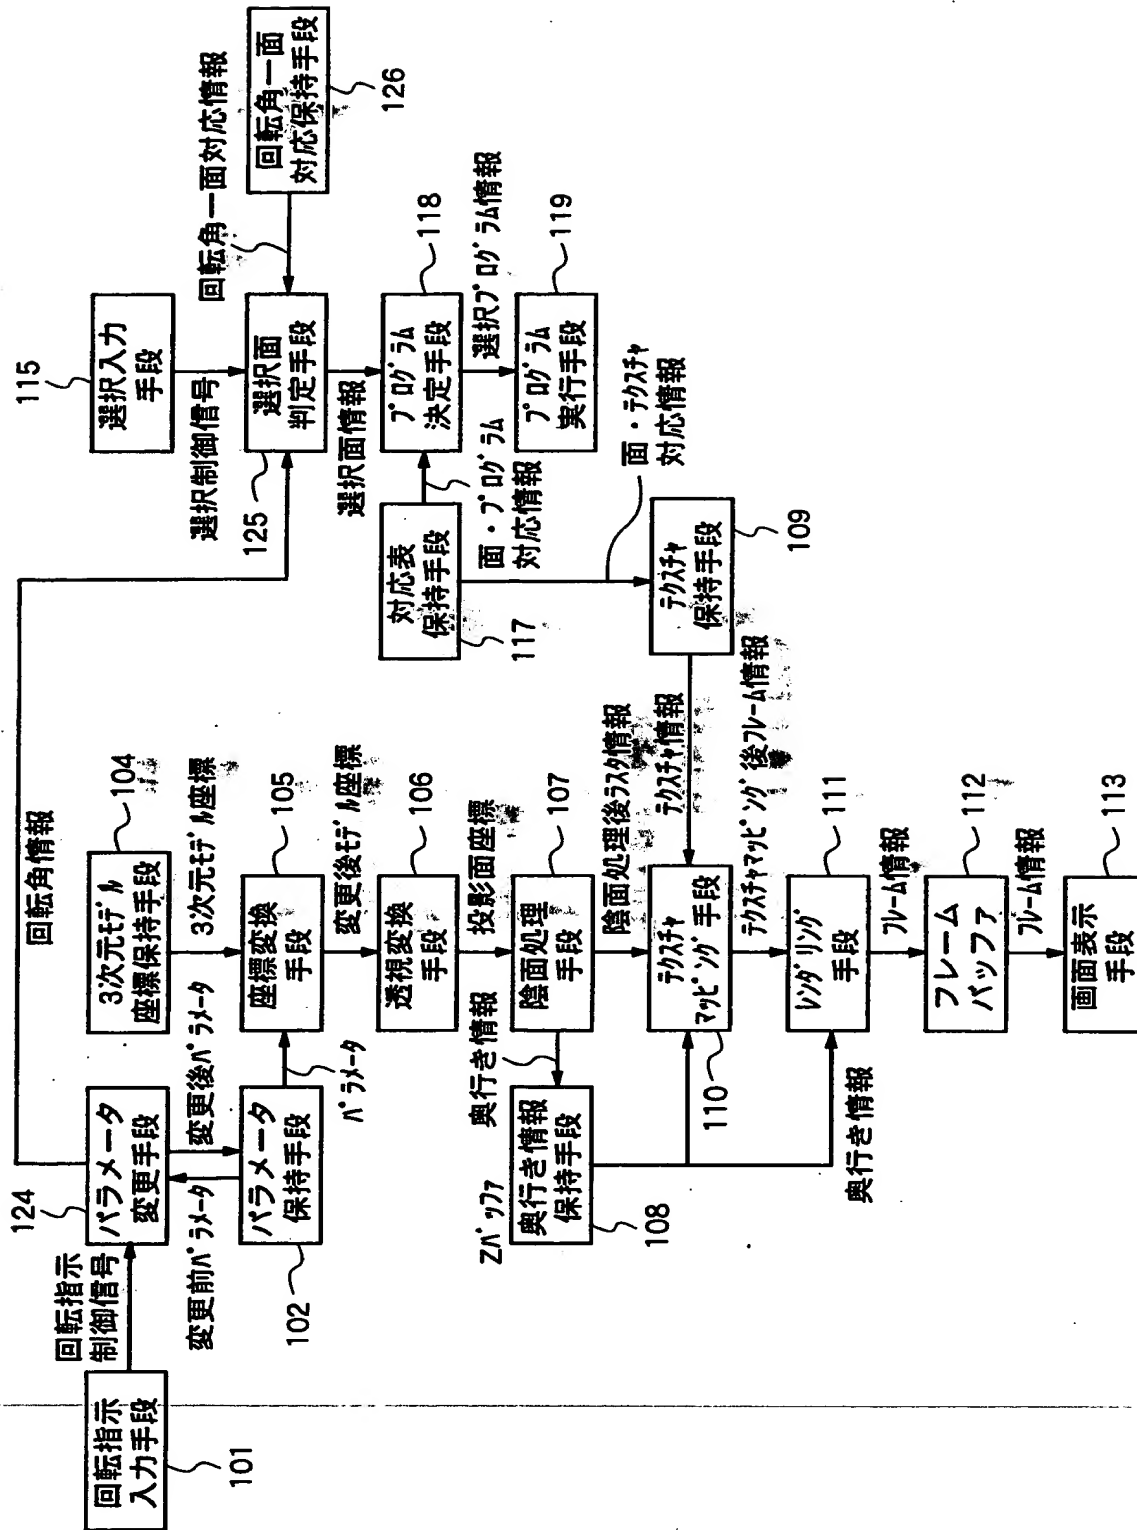 回転指示
入力手段
101
回転指示
制御信号
124
パラメータ
変更手段
回転角情報
変更前パラメータ
変更後パラメータ
パラメータ
保持手段
102
パラメータ
3次元モデル
座標保持手段
104
3次元モデル座標
座標変換
手段
105
変更後モデル座標
透視変換
手段
106
投影面座標
陰面処理
手段
107
奥行き情報
Zバッファ
奥行き情報
保持手段
108
陰面処理後ラスタ情報
テクスチャ
マッピング手段
110
テクスチャ情報
テクスチャマッピング後フレーム情報
レンダリング
手段
111
奥行き情報
フレーム情報
フレーム
バッファ
112
フレーム情報
画面表示
手段
113
115
選択入力
手段
選択制御信号
125
選択面
判定手段
回転角ー面対応情報
回転角ー面
対応保持手段
126
選択面情報
プログラム
決定手段
118
対応表
保持手段
117
面・プログラム
対応情報
選択プログラム情報
プログラム
実行手段
119
面・テクスチャ
対応情報
テクスチャ
保持手段
109